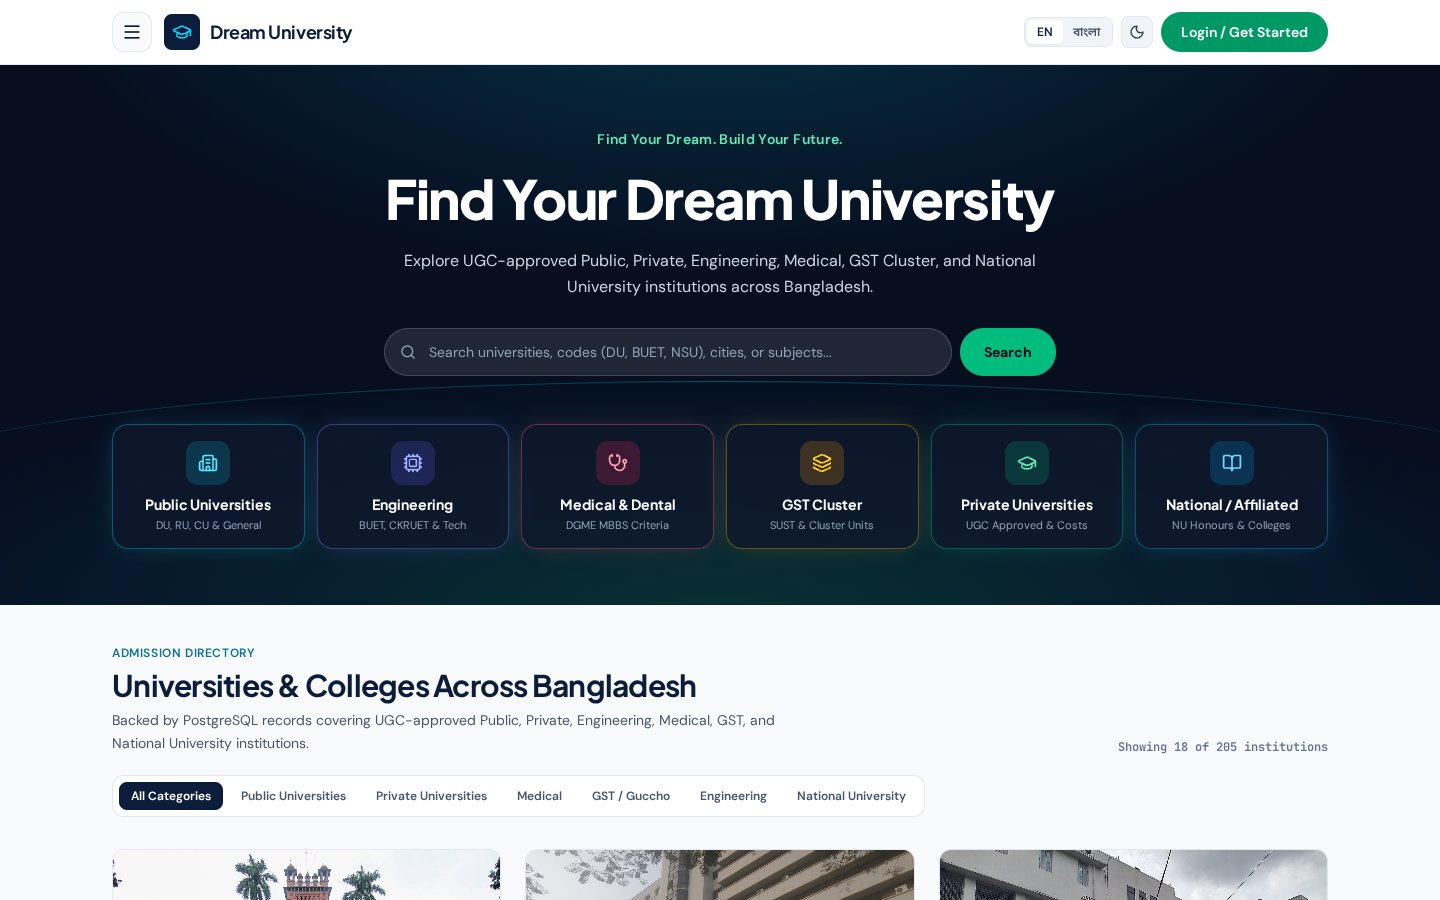 Dream University
EN
বাংলা
Login / Get Started
Find Your Dream. Build Your Future.
Find Your Dream University
Explore UGC-approved Public, Private, Engineering, Medical, GST Cluster, and National
University institutions across Bangladesh.
Search universities, codes (DU, BUET, NSU), cities, or subjects...
Search
Public Universities
DU, RU, CU & General
Engineering
BUET, CKRUET & Tech
Medical & Dental
DGME MBBS Criteria
GST Cluster
SUST & Cluster Units
Private Universities
UGC Approved & Costs
National / Affiliated
NU Honours & Colleges
ADMISSION DIRECTORY
Universities & Colleges Across Bangladesh
Backed by PostgreSQL records covering UGC-approved Public, Private, Engineering, Medical, GST, and
National University institutions.
Showing 18 of 205 institutions
All Categories
Public Universities
Private Universities
Medical
GST / Guccho
Engineering
National University